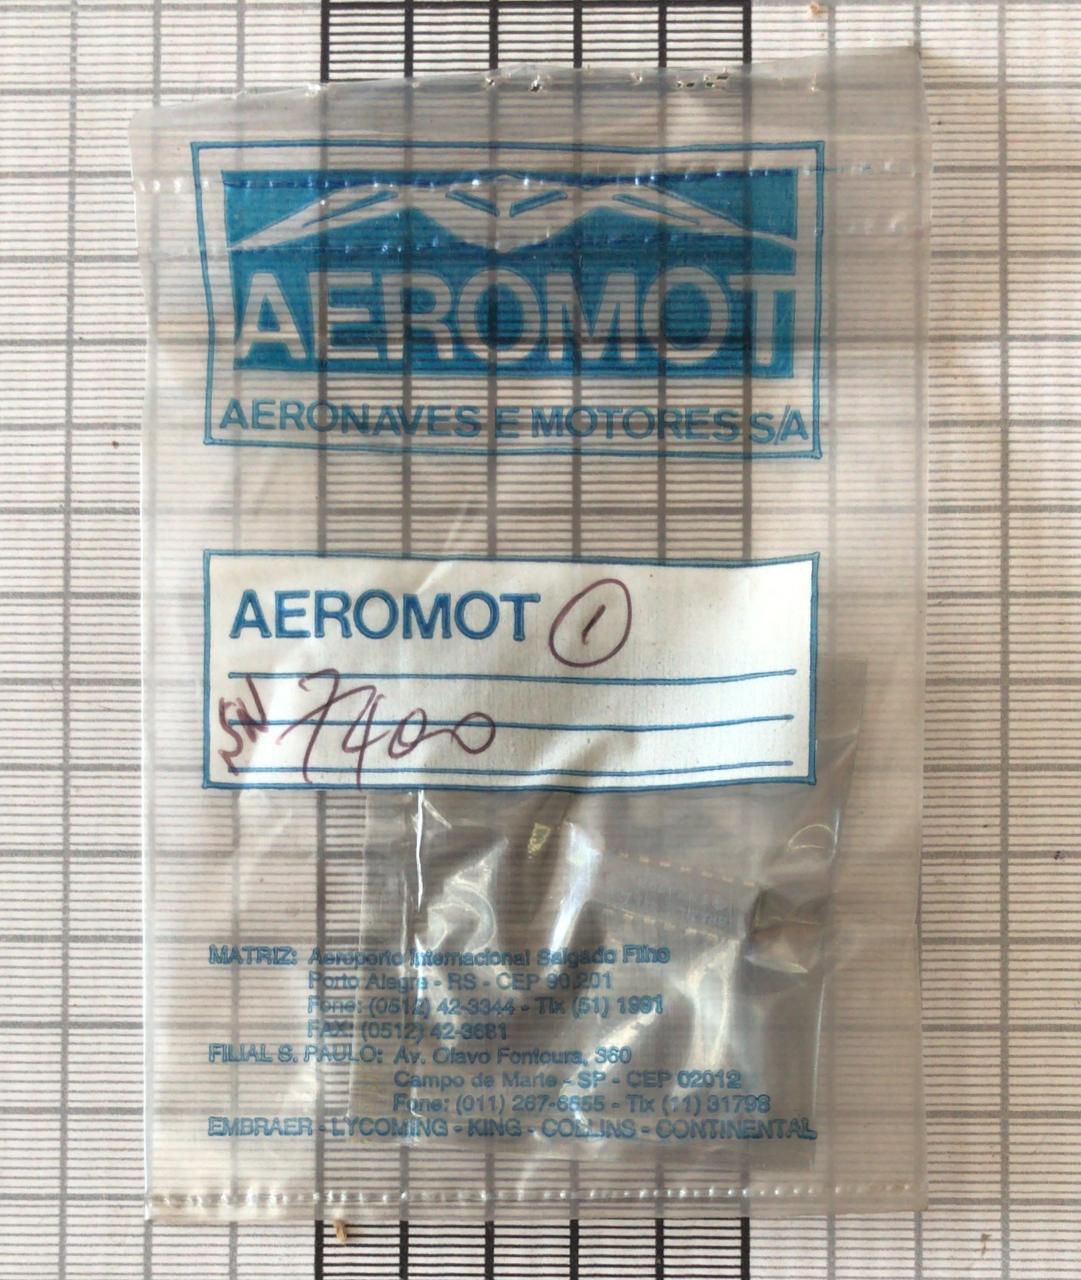 AEROMOT
AERONAVES E MOTORES S/A
AEROMOT 1
SN 7400
MATRIZ: Aeroporto Internacional Salgado Filho
Porto Alegre - RS - CEP 90.201
Fone: (0512) 42-3344 - Tlx (51) 1991
FAX: (0512) 42-3681
FILIAL S. PAULO: Av. Olavo Fontoura, 360
Campo de Marte - SP - CEP 02012
Fone: (011) 267-6855 - Tlx (11) 31798
EMBRAER - LYCOMING - KING - COLLINS - CONTINENTAL